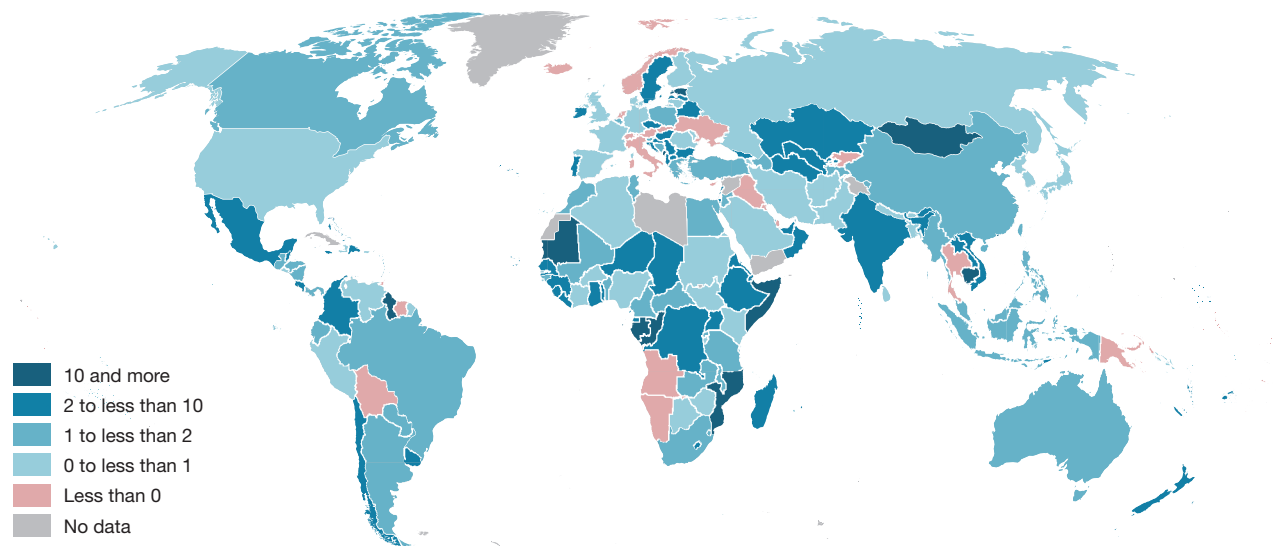 10 and more
2 to less than 10
1 to less than 2
0 to less than 1
Less than 0
No data